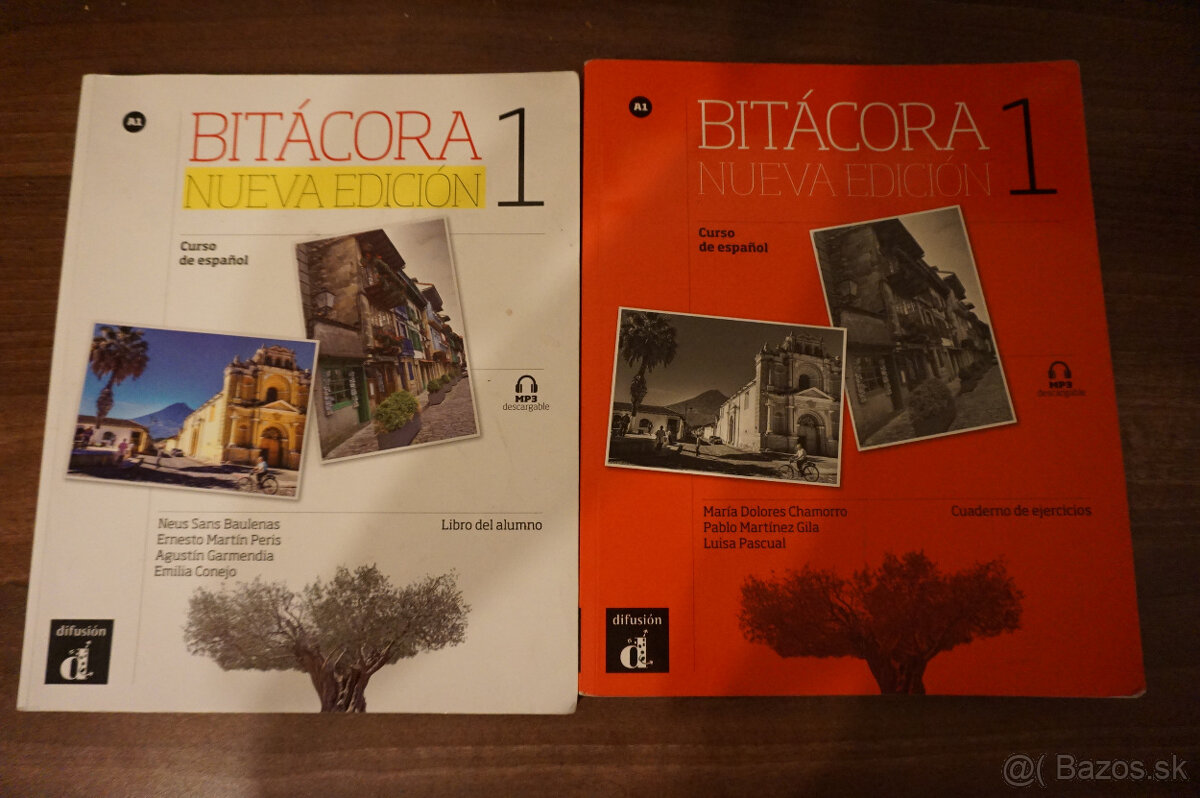 A1
BITÁCORA 1
NUEVA EDICIÓN
Curso
de español
MP3
descargable
Neus Sans Baulenas
Ernesto Martín Peris
Agustín Garmendia
Emilia Conejo
Libro del alumno
difusión
A1
BITÁCORA 1
NUEVA EDICIÓN
Curso
de español
MP3
descargable
María Dolores Chamorro
Pablo Martínez Gila
Luisa Pascual
Cuaderno de ejercicios
difusión
@( Bazos.sk